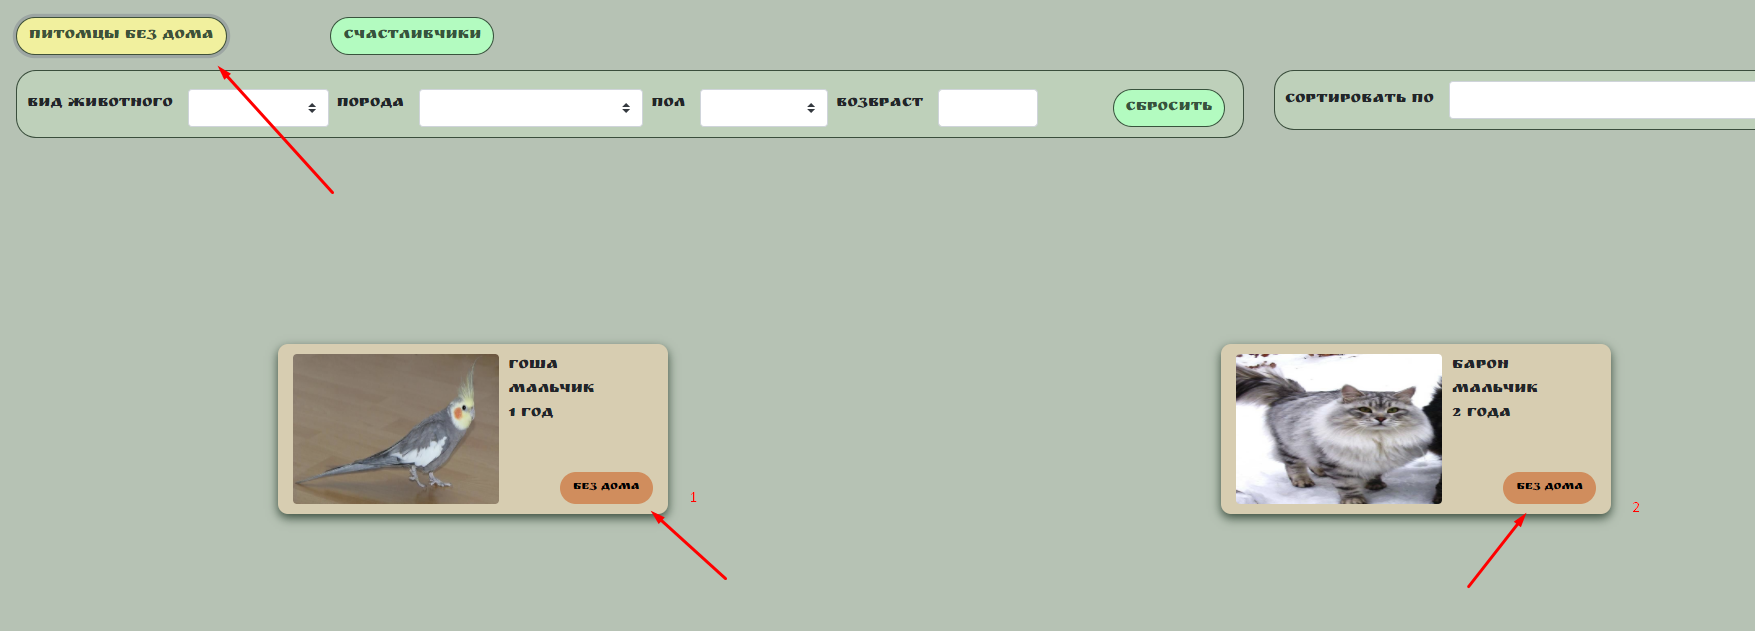 ПИТОМЦЫ БЕЗ ДОМА
СЧАСТЛИВЧИКИ
ВИД ЖИВОТНОГО
ПОРОДА
ПОЛ
ВОЗВРАСТ
СБРОСИТЬ
СОРТИРОВАТЬ ПО
ГОША
МАЛЬЧИК
1 ГОД
БЕЗ ДОМА
1
БАРОН
МАЛЬЧИК
2 ГОДА
БЕЗ ДОМА
2